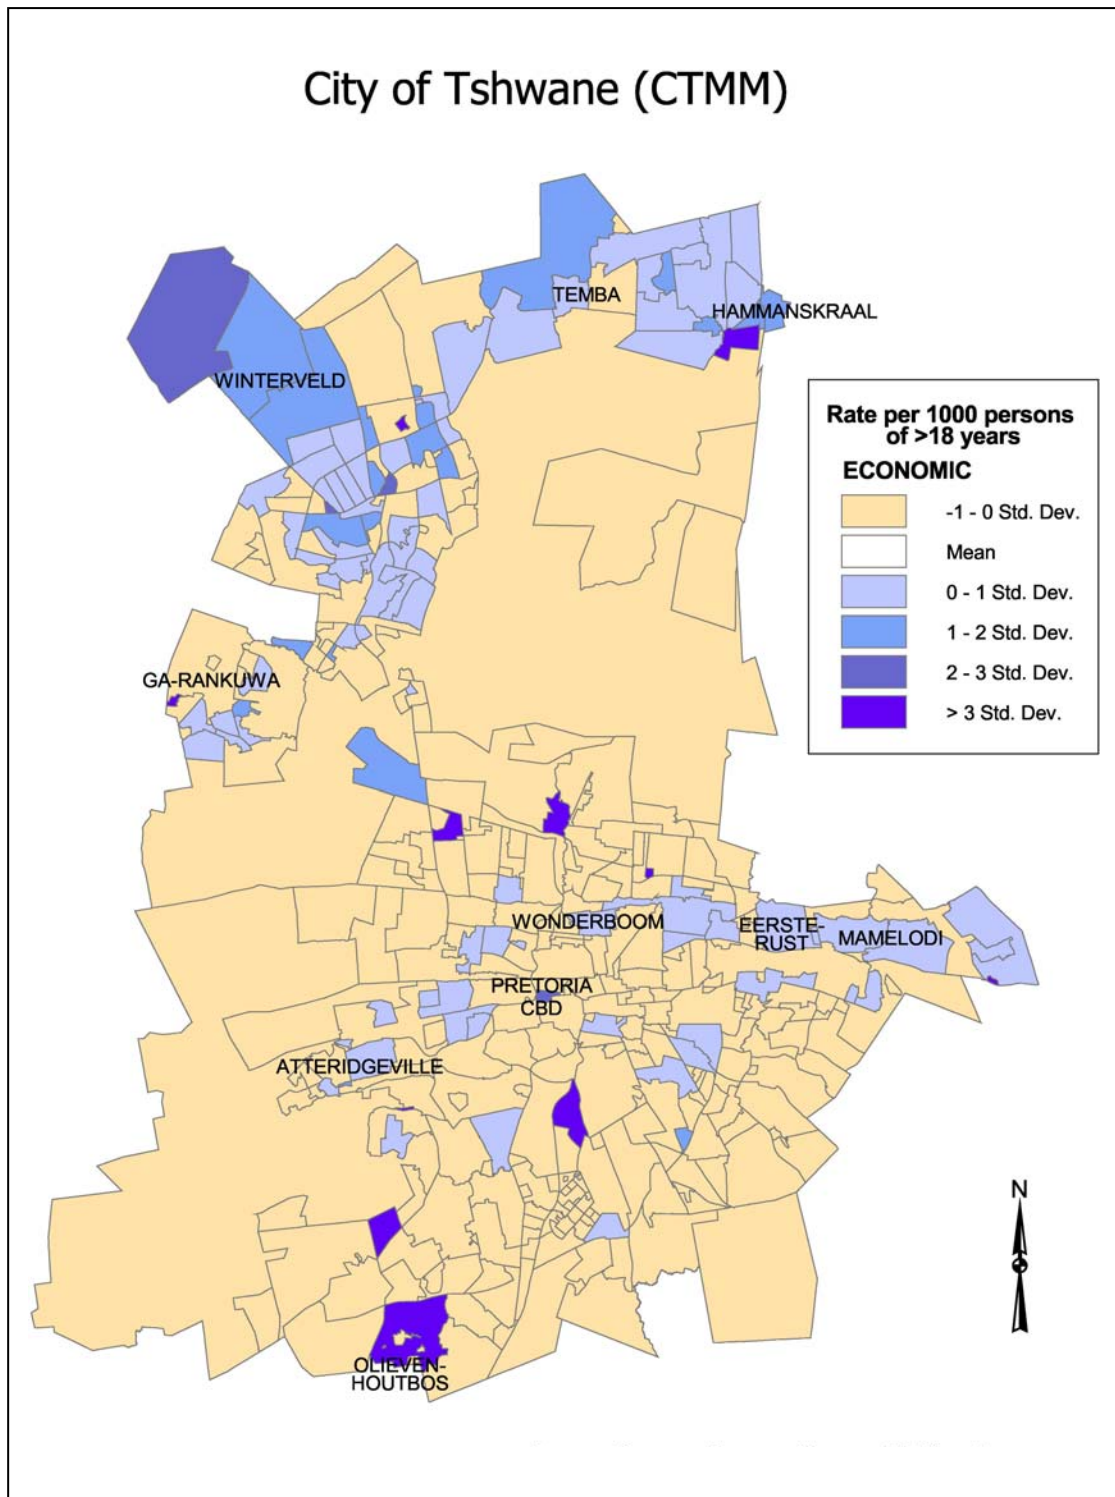 City of Tshwane (CTMM)
TEMBA
HAMMANSKRAAL
WINTERVELD
Rate per 1000 persons
of >18 years
ECONOMIC
-1 - 0 Std. Dev.
Mean
0 - 1 Std. Dev.
1 - 2 Std. Dev.
2 - 3 Std. Dev.
> 3 Std. Dev.
GA-RANKUWA
WONDERBOOM
EERSTE-
RUST
MAMELODI
PRETORIA
CBD
ATTERIDGEVILLE
N
OLIEVEN-
HOUTBOS